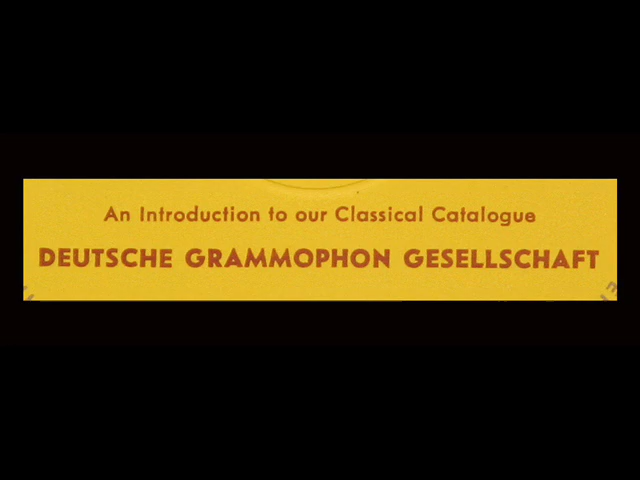 An Introduction to our Classical Catalogue
DEUTSCHE GRAMMOPHON GESELLSCHAFT